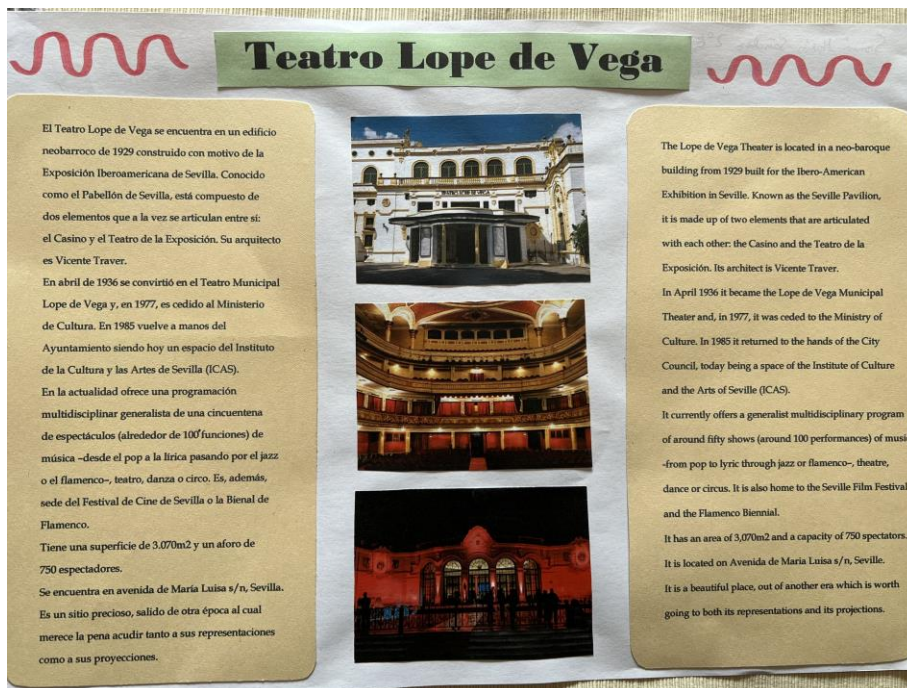 Teatro Lope de Vega
El Teatro Lope de Vega se encuentra en un edificio
neobarroco de 1929 construido con motivo de la
Exposición Iberoamericana de Sevilla. Conocido
como el Pabellón de Sevilla, está compuesto de
dos elementos que a la vez se articulan entre si:
el Casino y el Teatro de la Exposición. Su arquitecto
es Vicente Traver.
En abril de 1936 se convirtió en el Teatro Municipal
Lope de Vega y, en 1977, es cedido al Ministerio
de Cultura. En 1985 vuelve a manos del
Ayuntamiento siendo hoy un espacio del Instituto
de la Cultura y las Artes de Sevilla (ICAS).
En la actualidad ofrece una programación
multidisciplinar generalista de una cincuentena
de espectáculos (alrededor de 100 funciones) de
música –desde el pop a la lírica pasando por el jazz
o el flamenco–, teatro, danza o circo. Es, además,
sede del Festival de Cine de Sevilla o la Bienal de
Flamenco.
Tiene una superficie de 3.070m2 y un aforo de
750 espectadores.
Se encuentra en avenida de María Luisa s/n, Sevilla.
Es un sitio precioso, salido de otra época al cual
merece la pena acudir tanto a sus representaciones
como a sus proyecciones.
The Lope de Vega Theater is located in a neo-baroque
building from 1929 built for the Ibero-American
Exhibition in Seville. Known as the Seville Pavilion,
it is made up of two elements that are articulated
with each other: the Casino and the Teatro de la
Exposición. Its architect is Vicente Traver.
In April 1936 it became the Lope de Vega Municipal
Theater and, in 1977, it was ceded to the Ministry of
Culture. In 1985 it returned to the hands of the City
Council, today being a space of the Institute of Culture
and the Arts of Seville (ICAS).
It currently offers a generalist multidisciplinary program
of around fifty shows (around 100 performances) of music
-from pop to lyric through jazz or flamenco–, theatre,
dance or circus. It is also home to the Seville Film Festival
and the Flamenco Biennial.
It has an area of 3,070m2 and a capacity of 750 spectators.
It is located on Avenida de María Luisa s/n, Seville.
It is a beautiful place, out of another era which is worth
going to both its representations and its projections.